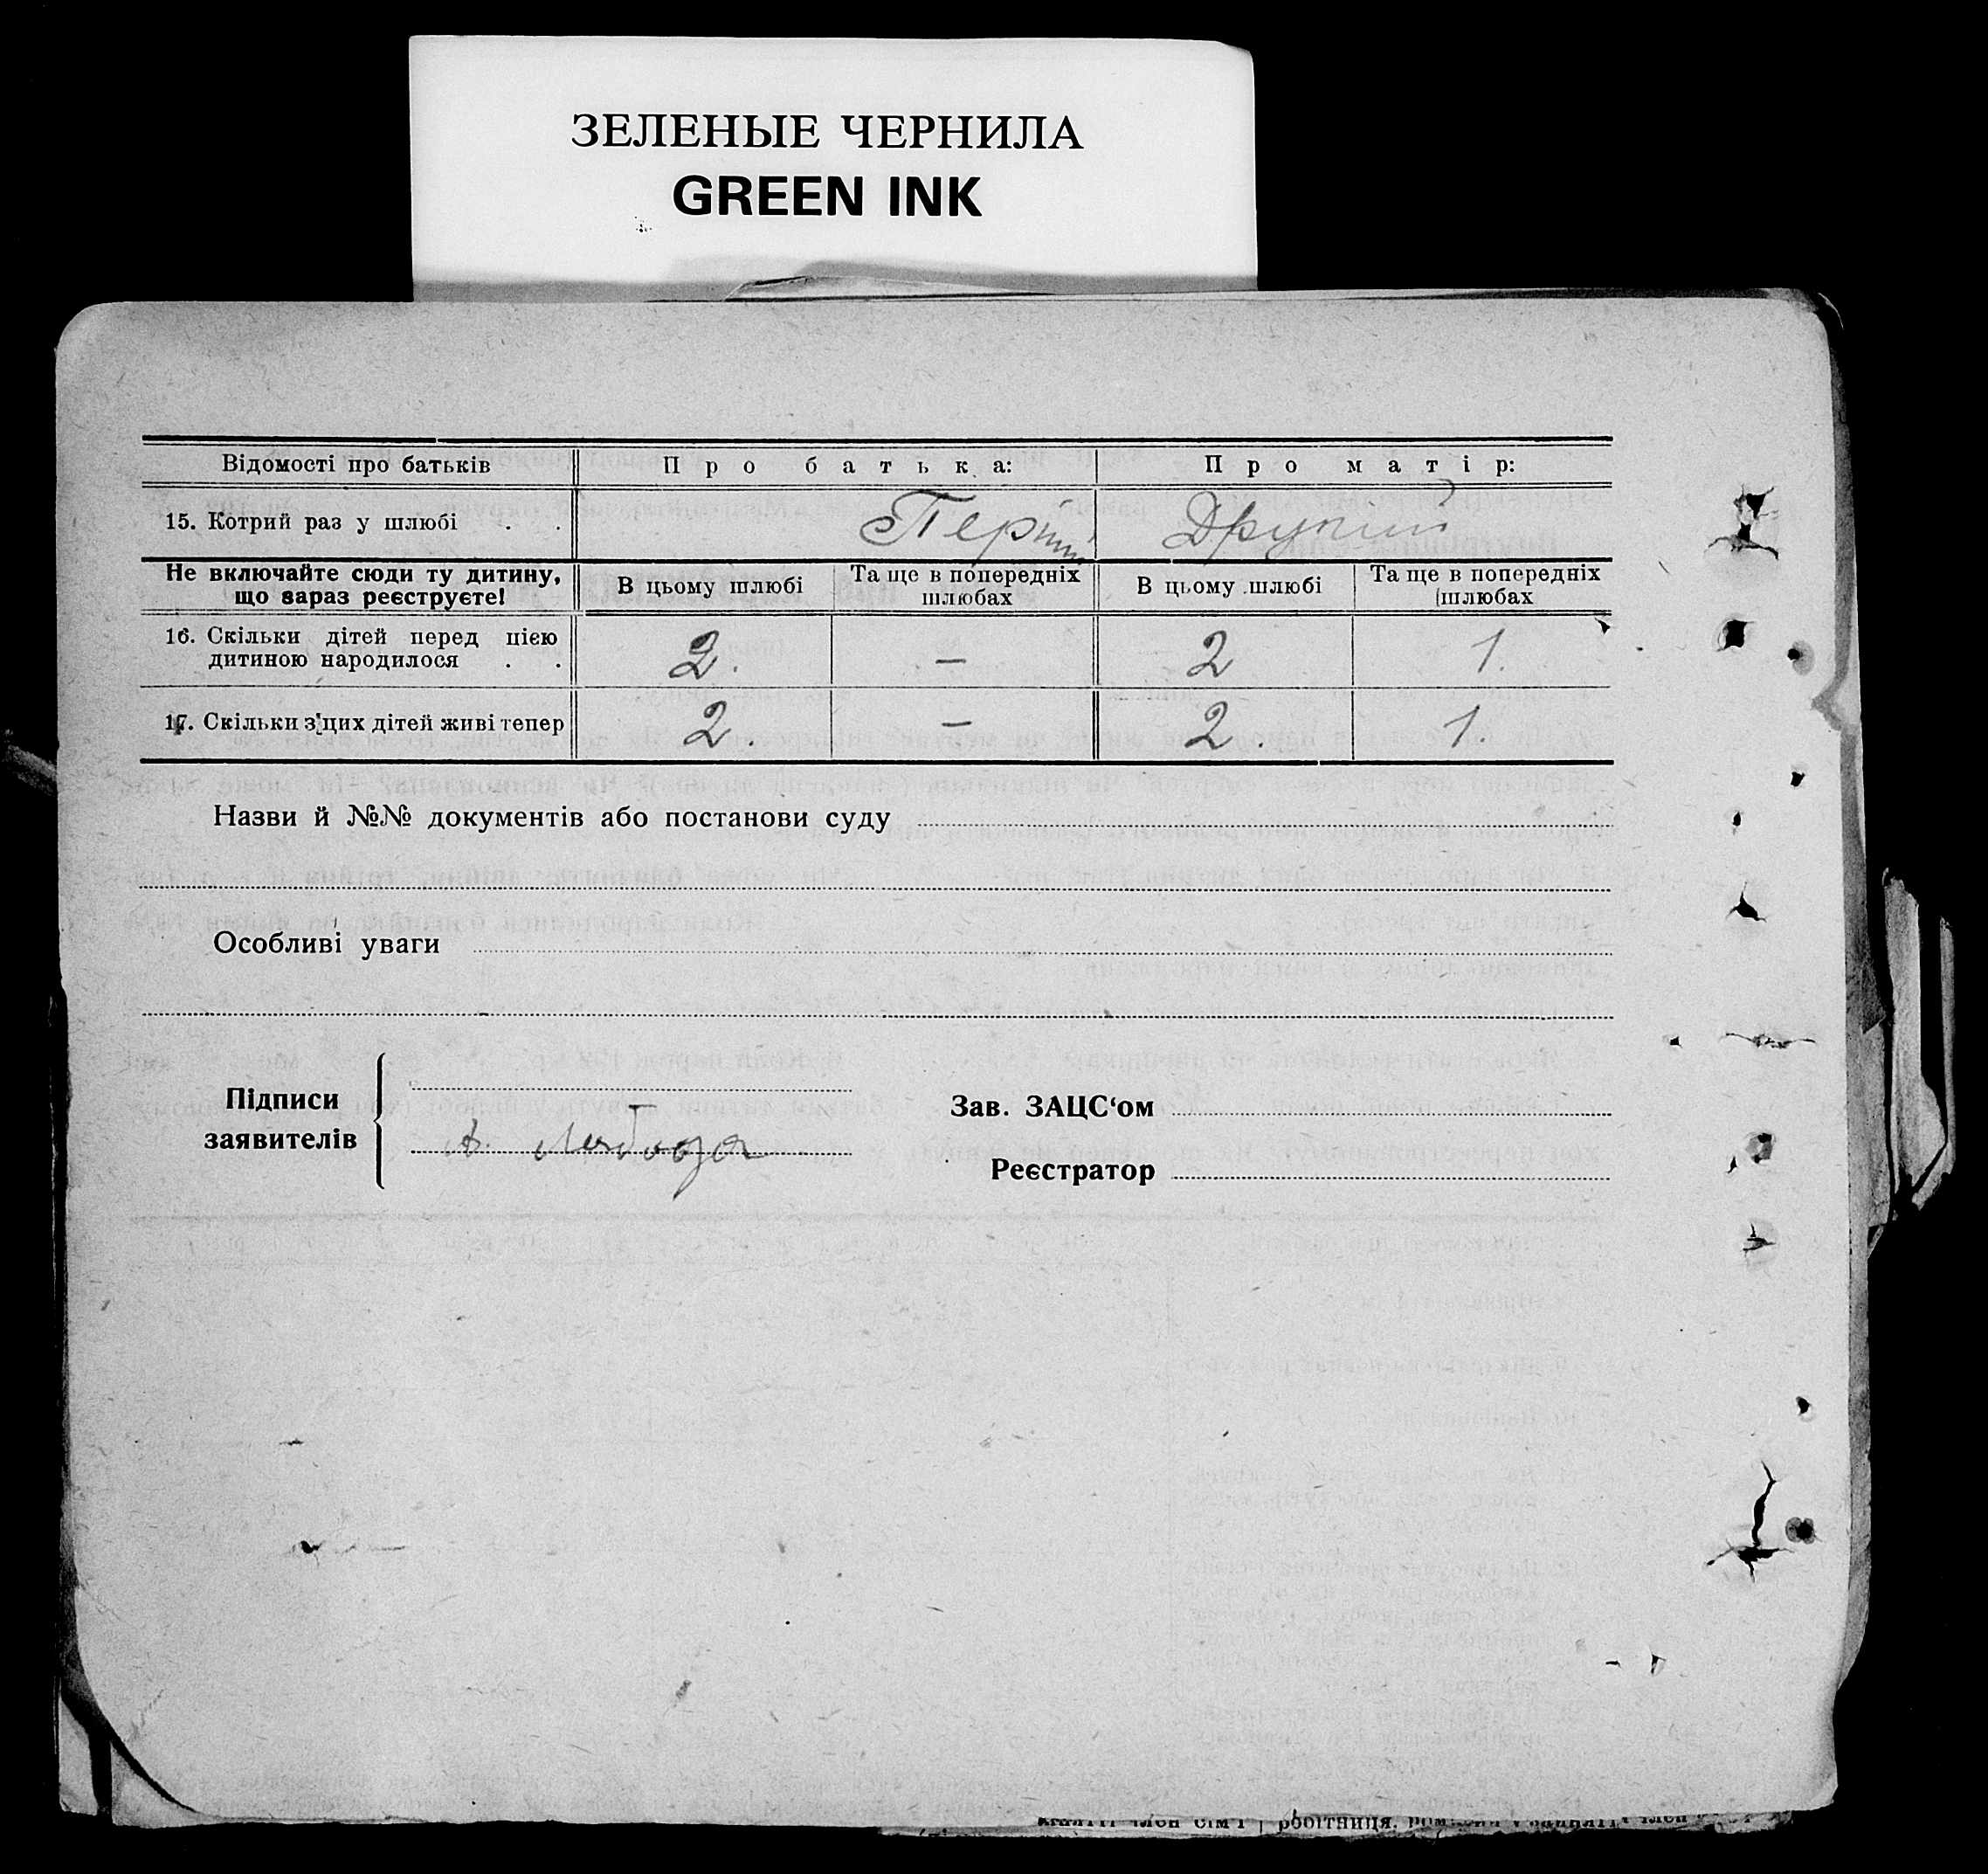 ЗЕЛЕНЫЕ ЧЕРНИЛА
GREEN INK
Відомості про батьків Про батька: Про матір:
15. Котрий раз у шлюбі . . Перший Другий
Не включайте сюди ту дитину, що зараз реєструєте! В цьому шлюбі Та ще в попередніх шлюбах В цьому шлюбі Та ще в попередніх шлюбах
16. Скільки дітей перед цією дитиною народилося . . 2. — 2 1.
17. Скільки з цих дітей живі тепер 2. — 2. 1.
Назви й №№ документів або постанови суду
Особливі уваги
Підписи заявителів
А. Лобода
Зав. ЗАЦС‘ом
Реєстратор